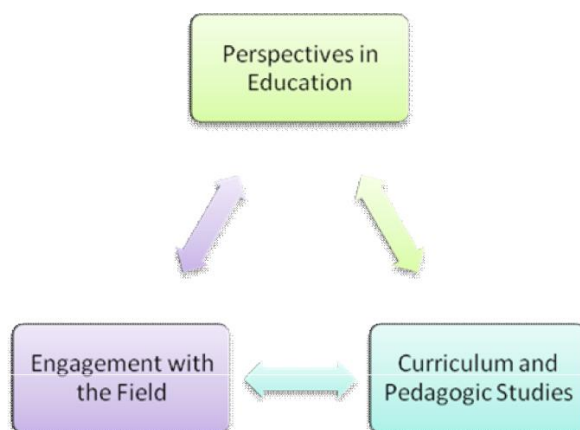 Perspectives in
Education
Engagement with
the Field
Curriculum and
Pedagogic Studies